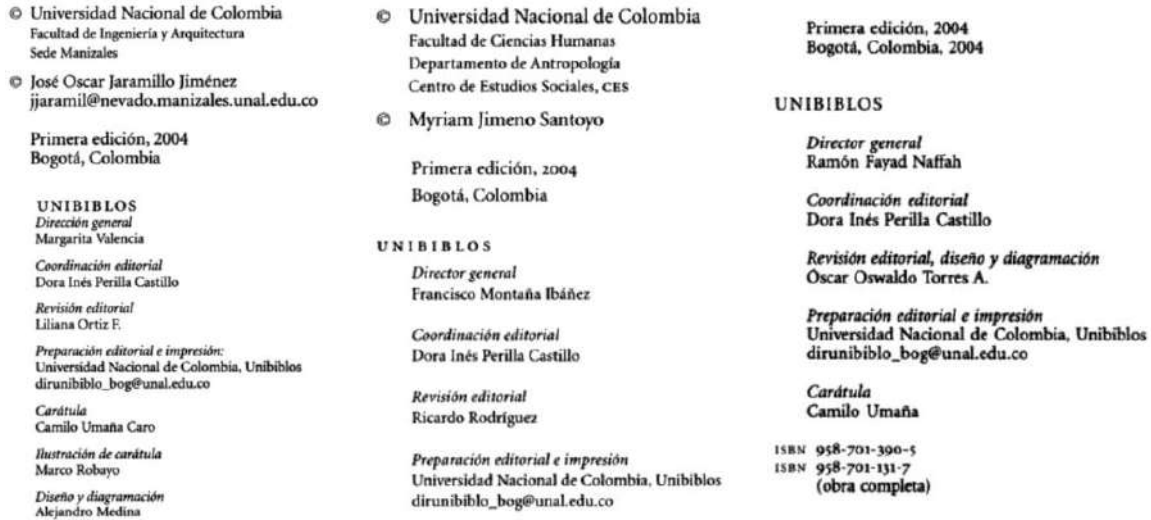 © Universidad Nacional de Colombia
Facultad de Ingeniería y Arquitectura
Sede Manizales
© José Oscar Jaramillo Jiménez
jjaramil@nevado.manizales.unal.edu.co
Primera edición, 2004
Bogotá, Colombia
UNIBIBLOS
Dirección general
Margarita Valencia
Coordinación editorial
Dora Inés Perilla Castillo
Revisión editorial
Liliana Ortiz F.
Preparación editorial e impresión:
Universidad Nacional de Colombia, Unibiblos
dirunibiblo_bog@unal.edu.co
Carátula
Camilo Umaña Caro
Ilustración de carátula
Marco Robayo
Diseño y diagramación
Alejandro Medina
© Universidad Nacional de Colombia
Facultad de Ciencias Humanas
Departamento de Antropología
Centro de Estudios Sociales, CES
© Myriam Jimeno Santoyo
Primera edición, 2004
Bogotá, Colombia
UNIBIBLOS
Director general
Francisco Montaña Ibáñez
Coordinación editorial
Dora Inés Perilla Castillo
Revisión editorial
Ricardo Rodríguez
Preparación editorial e impresión
Universidad Nacional de Colombia, Unibiblos
dirunibiblo_bog@unal.edu.co
Primera edición, 2004
Bogotá, Colombia, 2004
UNIBIBLOS
Director general
Ramón Fayad Naffah
Coordinación editorial
Dora Inés Perilla Castillo
Revisión editorial, diseño y diagramación
Óscar Oswaldo Torres A.
Preparación editorial e impresión
Universidad Nacional de Colombia, Unibiblos
dirunibiblo_bog@unal.edu.co
Carátula
Camilo Umaña
ISBN 958-701-390-5
ISBN 958-701-131-7
(obra completa)